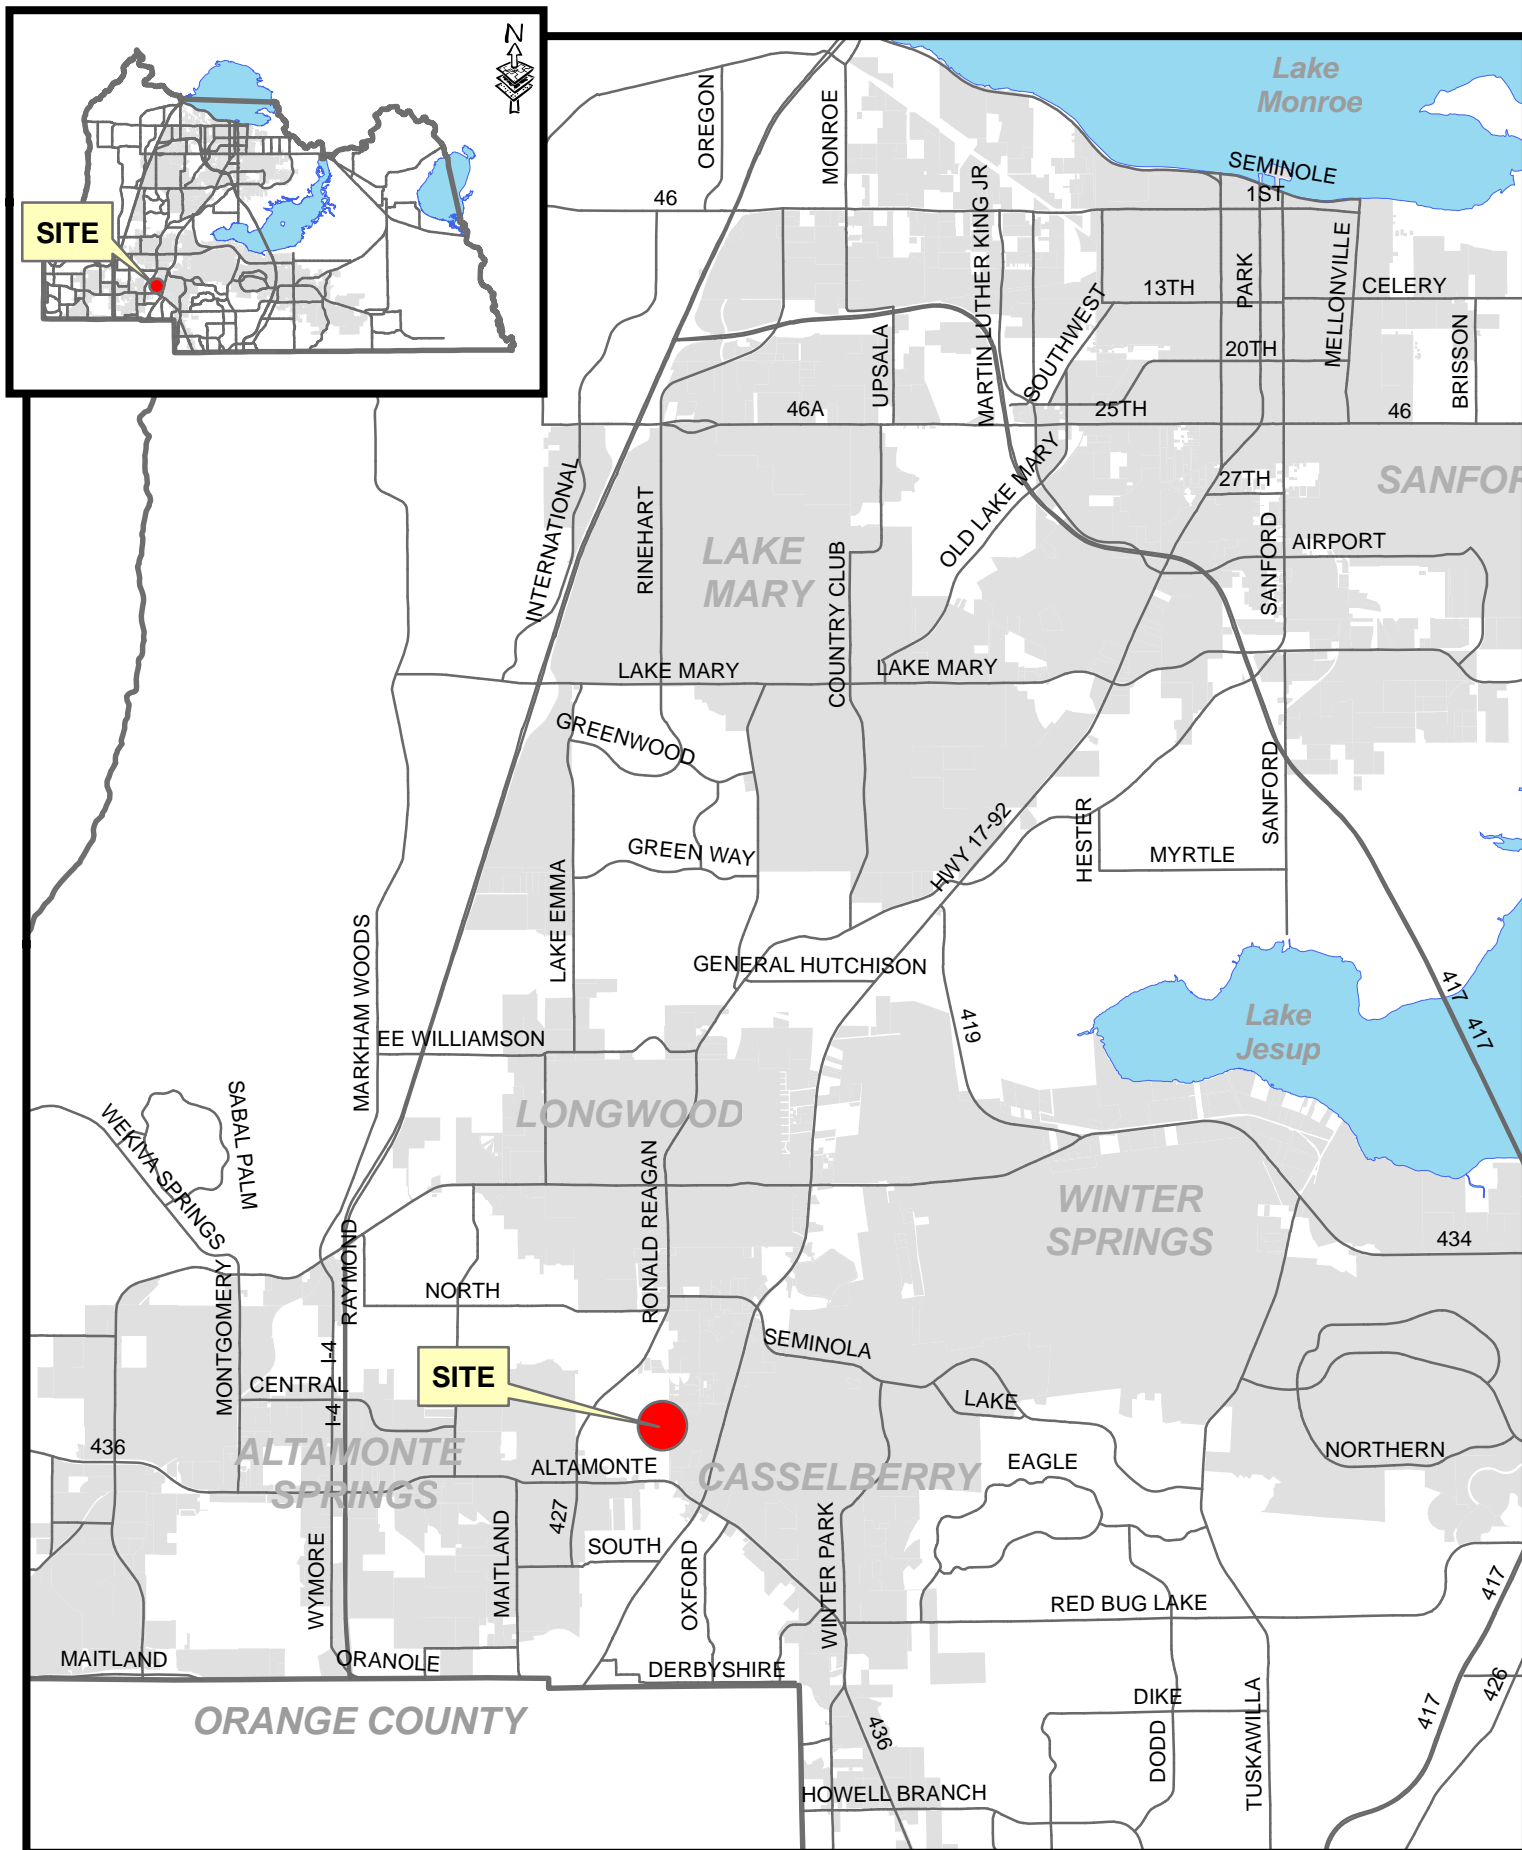 N
SITE
Lake
Monroe
OREGON
MONROE
SEMINOLE
1ST
46
MARTIN LUTHER KING JR
PARK
MELLONVILLE
13TH
CELERY
SOUTHWEST
UPSALA
20TH
BRISSON
46A
25TH
46
INTERNATIONAL
RINEHART
OLD LAKE MARY
27TH
SANFOR
LAKE
MARY
COUNTRY CLUB
SANFORD
AIRPORT
LAKE MARY
LAKE MARY
GREENWOOD
SANFORD
HWY 17-92
HESTER
GREEN WAY
MYRTLE
LAKE EMMA
MARKHAM WOODS
GENERAL HUTCHISON
417
417
419
Lake
Jesup
EE WILLIAMSON
SABAL PALM
WEKIVA SPRINGS
LONGWOOD
RONALD REAGAN
WINTER
SPRINGS
434
RAYMOND
MONTGOMERY
NORTH
SEMINOLA
I-4
SITE
CENTRAL
I-4
LAKE
436
ALTAMONTE
SPRINGS
ALTAMONTE
CASSELBERRY
EAGLE
NORTHERN
427
MAITLAND
SOUTH
WYMORE
OXFORD
WINTER PARK
RED BUG LAKE
417
MAITLAND
ORANOLE
DERBYSHIRE
ORANGE COUNTY
436
DIKE
DODD
TUSKAWILLA
417
426
HOWELL BRANCH